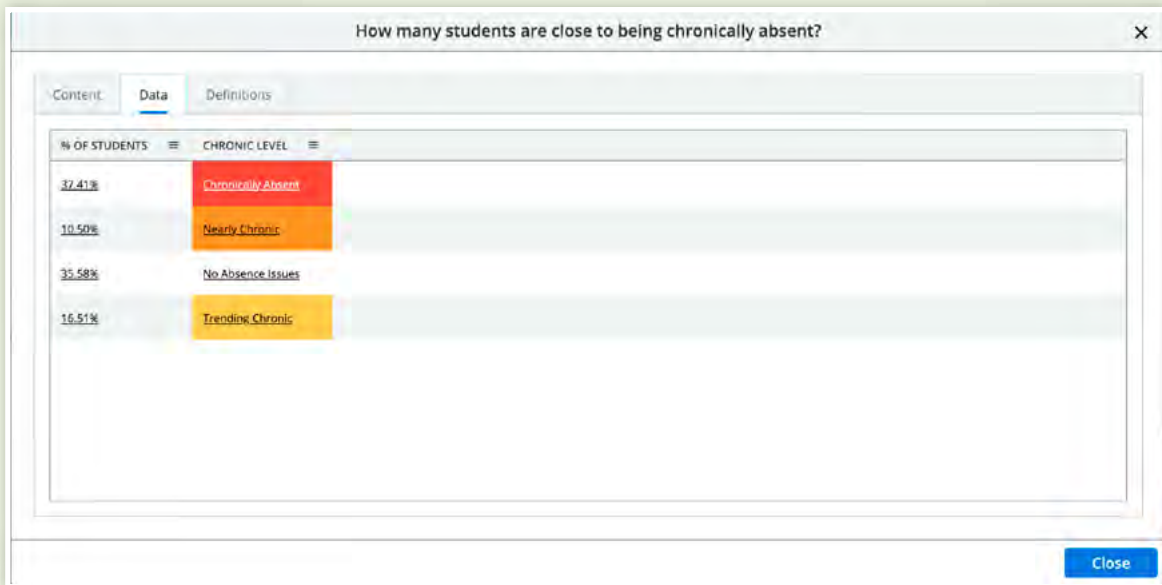 How many students are close to being chronically absent?
Content Data Definitions
% OF STUDENTS CHRONIC LEVEL
37.41% Chronically Absent
10.50% Nearly Chronic
35.58% No Absence Issues
16.51% Trending Chronic
Close